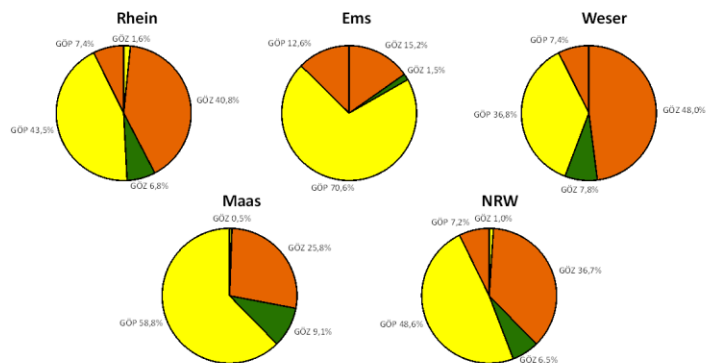 Rhein
GÖP 7,4%
GÖZ 1,6%
GÖZ 40,8%
GÖP 43,5%
GÖZ 6,8%
Ems
GÖP 12,6%
GÖZ 15,2%
GÖZ 1,5%
GÖP 70,6%
Weser
GÖP 7,4%
GÖP 36,8%
GÖZ 48,0%
GÖZ 7,8%
Maas
GÖZ 0,5%
GÖZ 25,8%
GÖP 58,8%
GÖZ 9,1%
NRW
GÖP 7,2%
GÖZ 1,0%
GÖZ 36,7%
GÖP 48,6%
GÖZ 6,5%